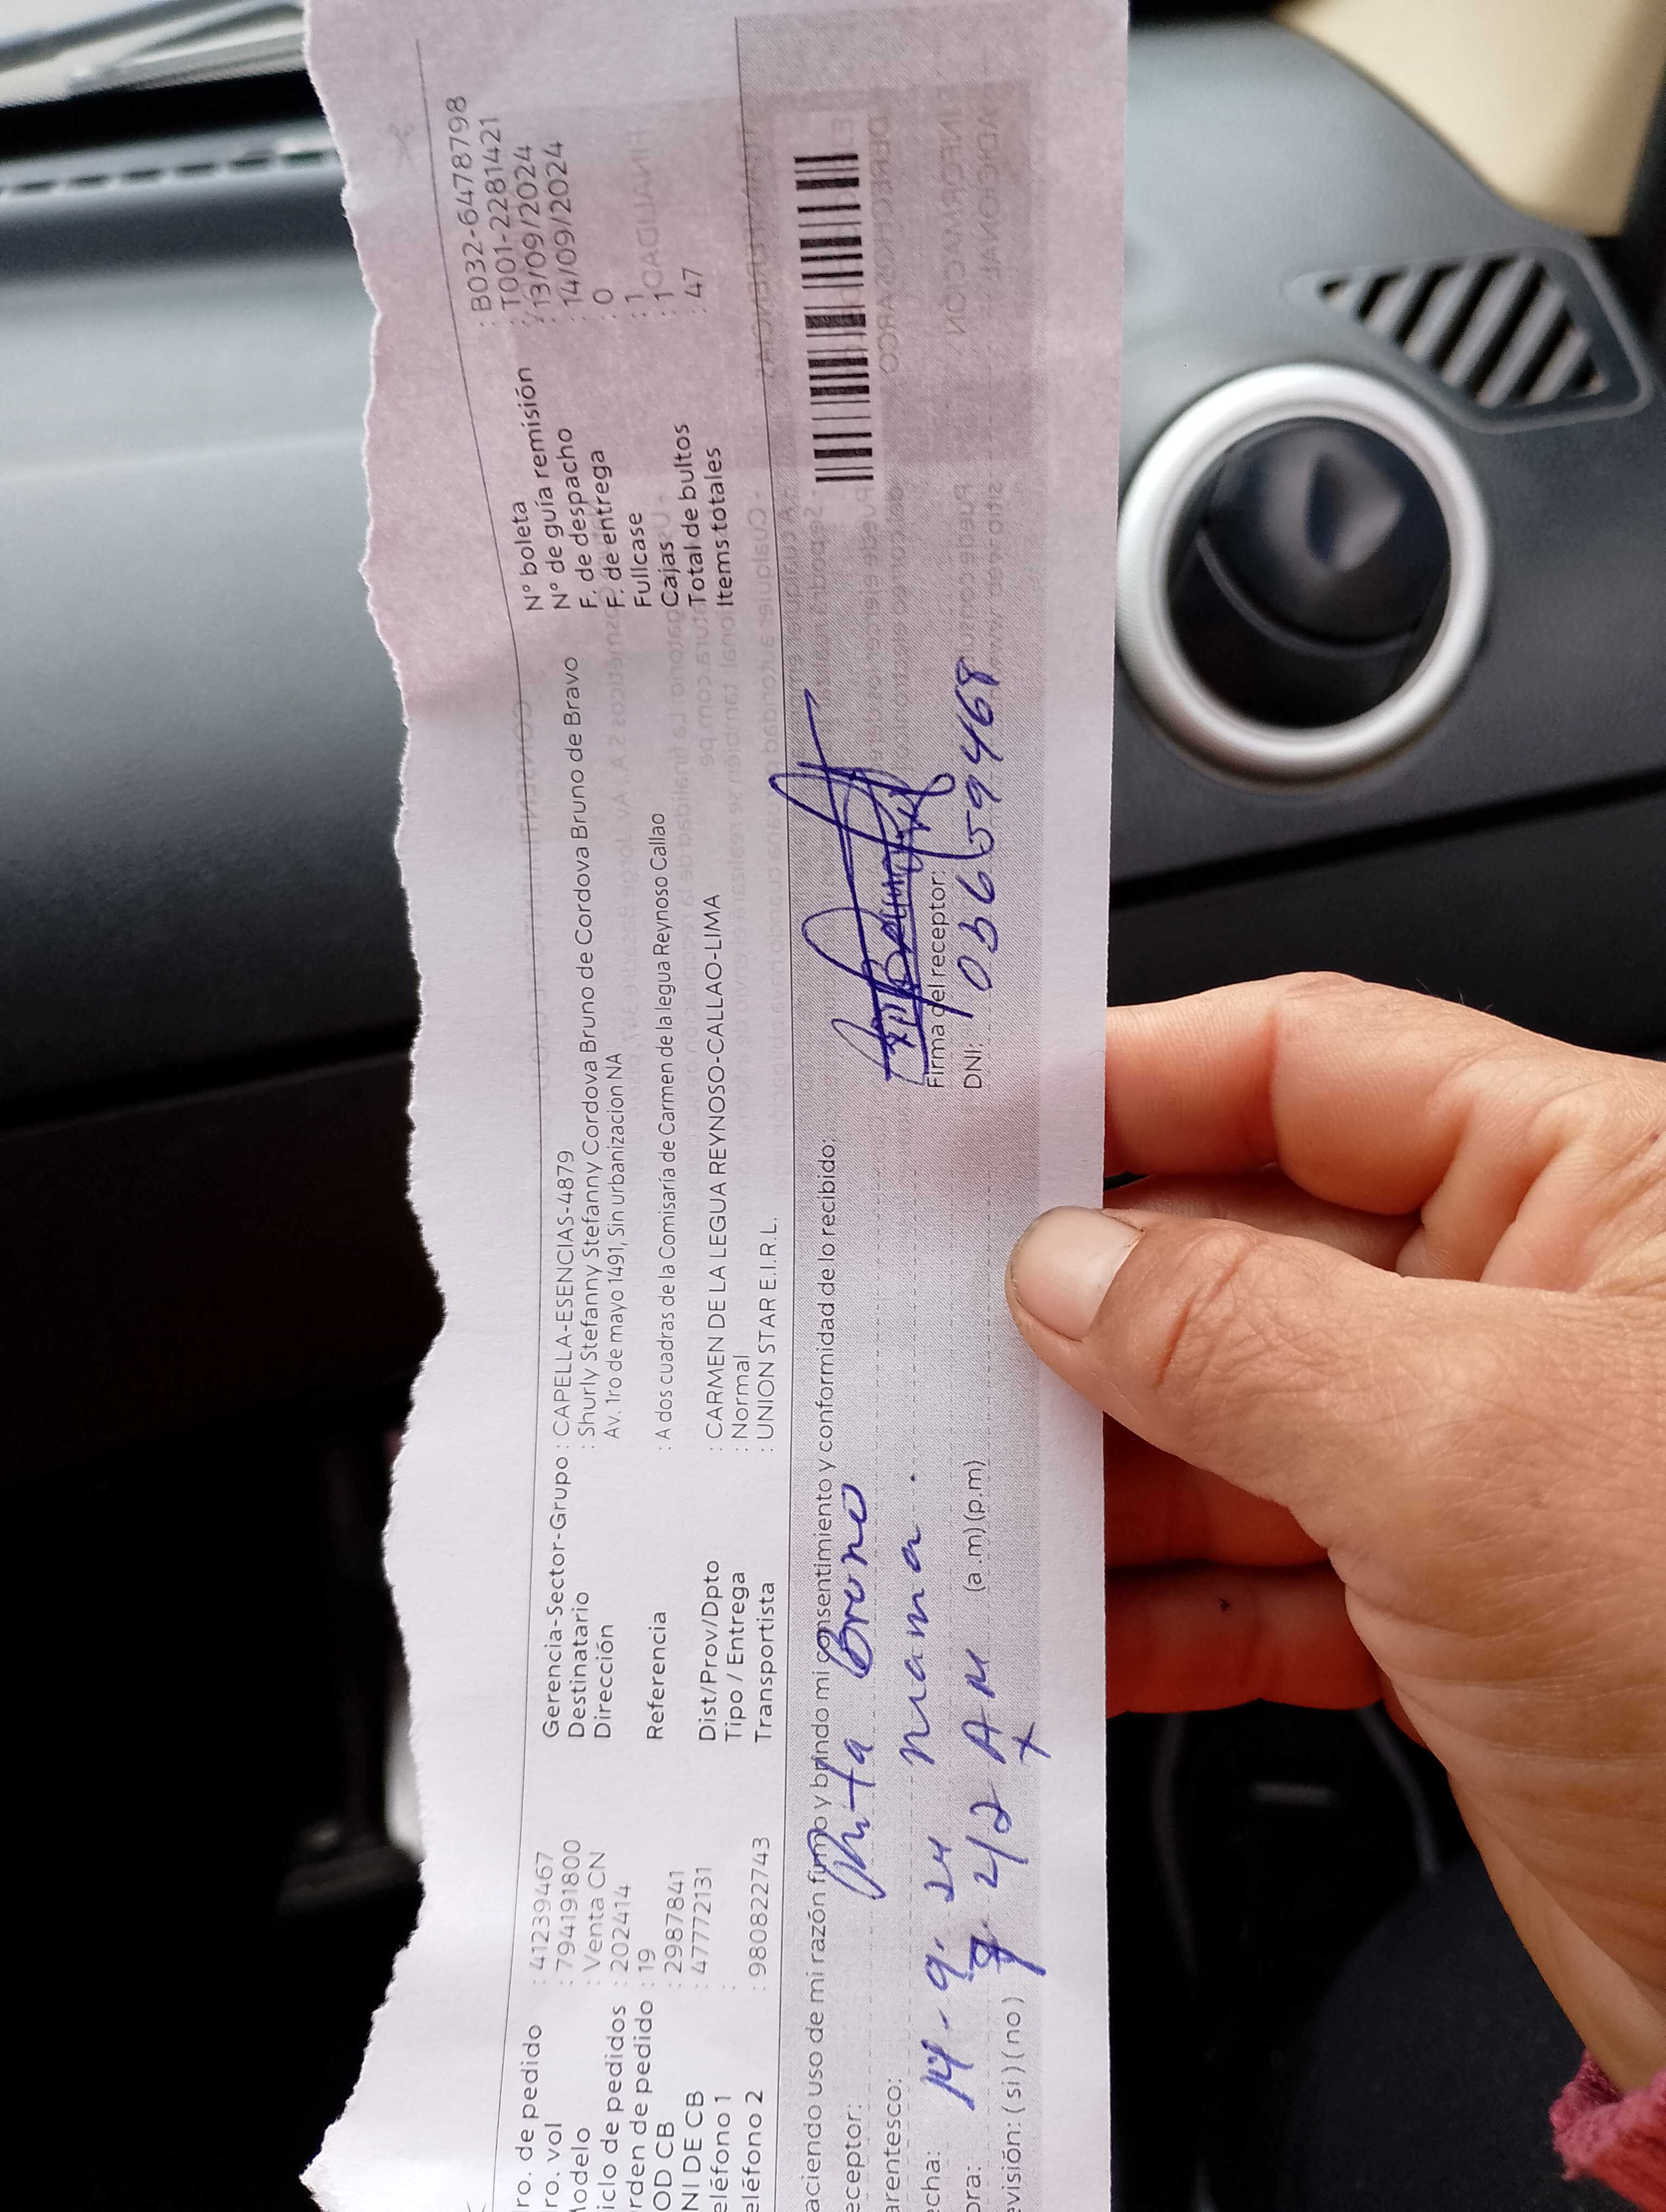 ro. de pedido : 41239467
ro. vol : 794191800
odelo : Venta CN
iclo de pedidos : 202414
rden de pedido : 19
OD CB : 2987841
NI DE CB : 47772131
eléfono 1 :
eléfono 2 : 980822743
Gerencia-Sector-Grupo : CAPELLA-ESENCIAS-4879
Destinatario : Shurly Stefanny Stefanny Cordova Bruno de Cordova Bruno de Bravo
Dirección Av. 1ro de mayo 1491, Sin urbanizacion NA
Referencia : A dos cuadras de la Comisaría de Carmen de la legua Reynoso Callao
Dist/Prov/Dpto : CARMEN DE LA LEGUA REYNOSO-CALLAO-LIMA
Tipo / Entrega : Normal
Transportista : UNION STAR E.I.R.L.
N° boleta : B032-6478798
N° de guía remisión : T001-2281421
F. de despacho : 13/09/2024
F. de entrega : 14/09/2024
Fullcase : 0
Cajas : 1
Total de bultos : 1
Items totales : 47
aciendo uso de mi razón firmo y brindo mi consentimiento y conformidad de lo recibido:
eceptor: Bruno
arentesco: mama.
echa: 14-9-24
ora: AM (a.m) (p.m)
evisión: (si) (no) x
Firma del receptor:
DNI: